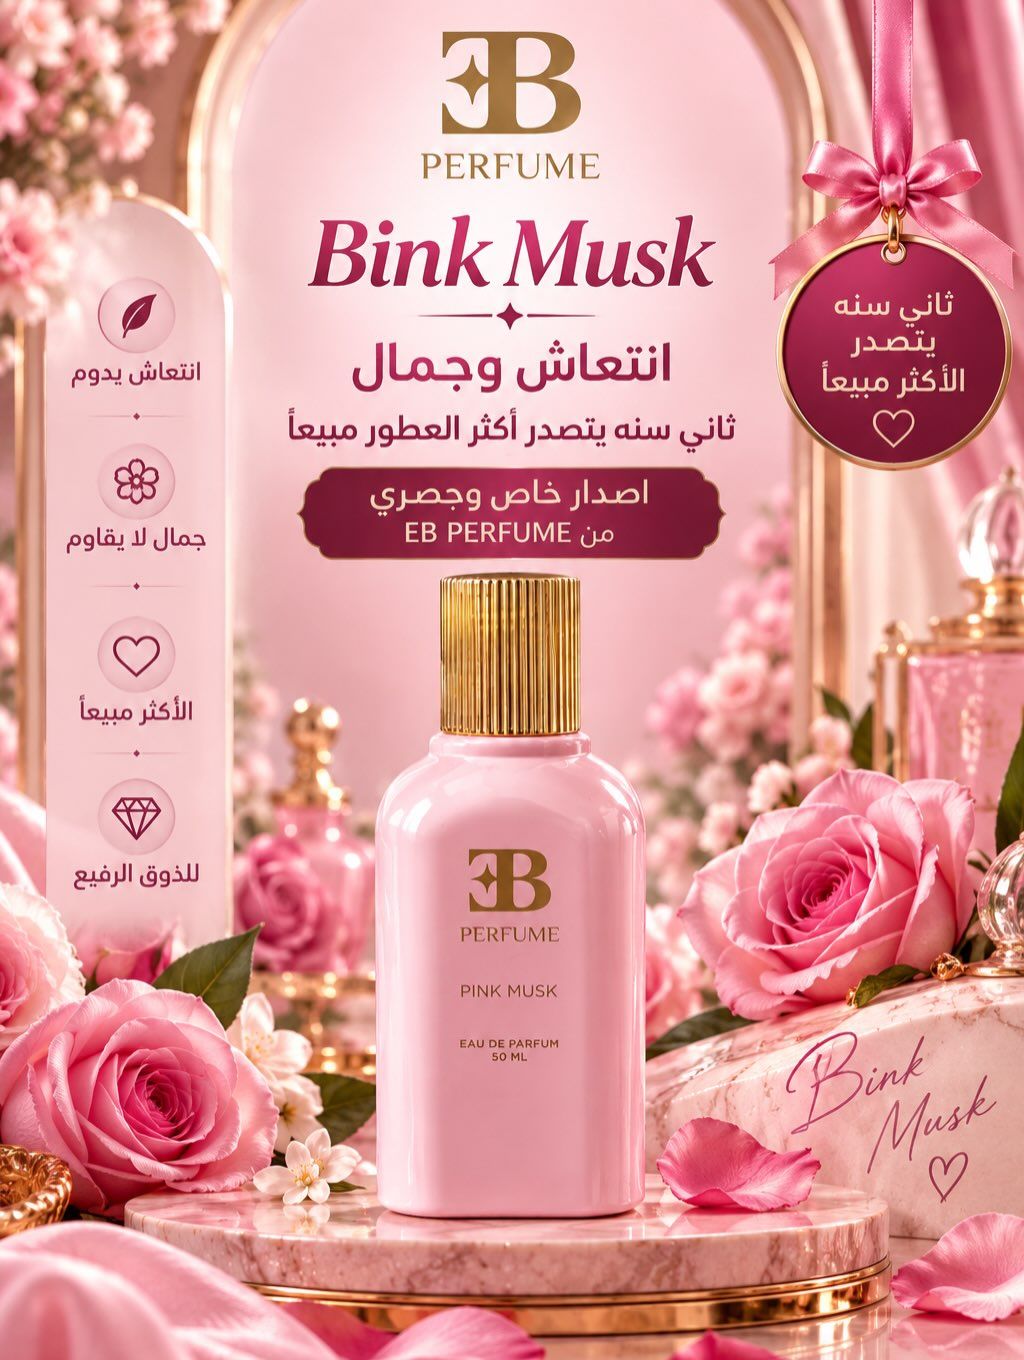 EB
PERFUME
Bink Musk
انتعاش وجمال
ثاني سنه يتصدر أكثر العطور مبيعاً
اصدار خاص وجصري
من EB PERFUME
ثاني سنه
يتصدر
الأكثر مبيعاً
انتعاش يدوم
جمال لا يقاوم
الأكثر مبيعاً
للذوق الرفيع
EB
PERFUME
PINK MUSK
EAU DE PARFUM
50 ML
Bink
Musk